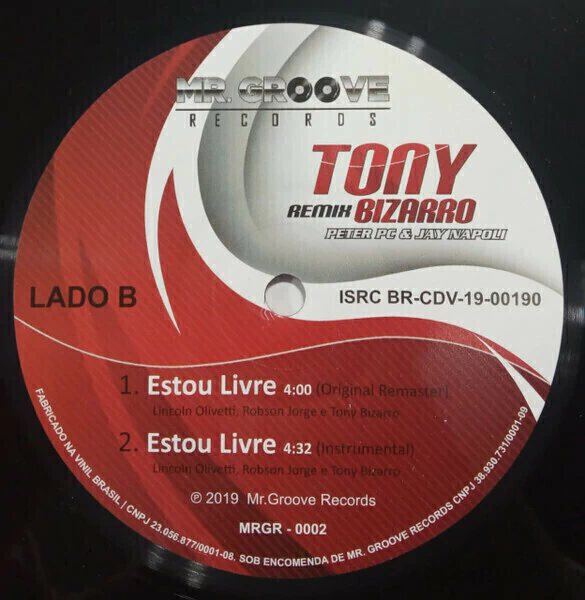 MR. GROOVE
RECORDS
TONY
REMIX BIZARRO
PETER PC & JAY NAPOLI
LADO B
ISRC BR-CDV-19-00190
1. Estou Livre 4:00 (Original Remaster)
Lincoln Olivetti, Robson Jorge e Tony Bizarro
2. Estou Livre 4:32 (Instrumental)
Lincoln Olivetti, Robson Jorge e Tony Bizarro
℗ 2019 Mr.Groove Records
MRGR - 0002
FABRICADO NA VINIL BRASIL | CNPJ 23.056.877/0001-08. SOB ENCOMENDA DE MR. GROOVE RECORDS CNPJ 38.930.731/0001-09